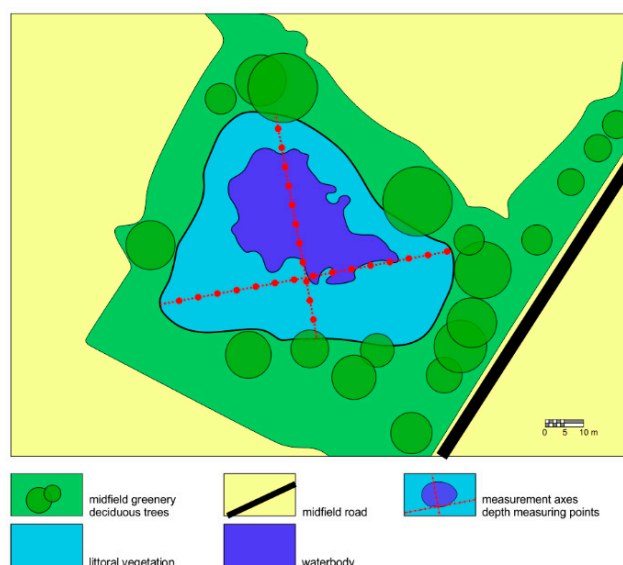 0 5 10 m
midfield greenery
deciduous trees
midfield road
measurement axes
depth measuring points
littoral vegetation
waterbody